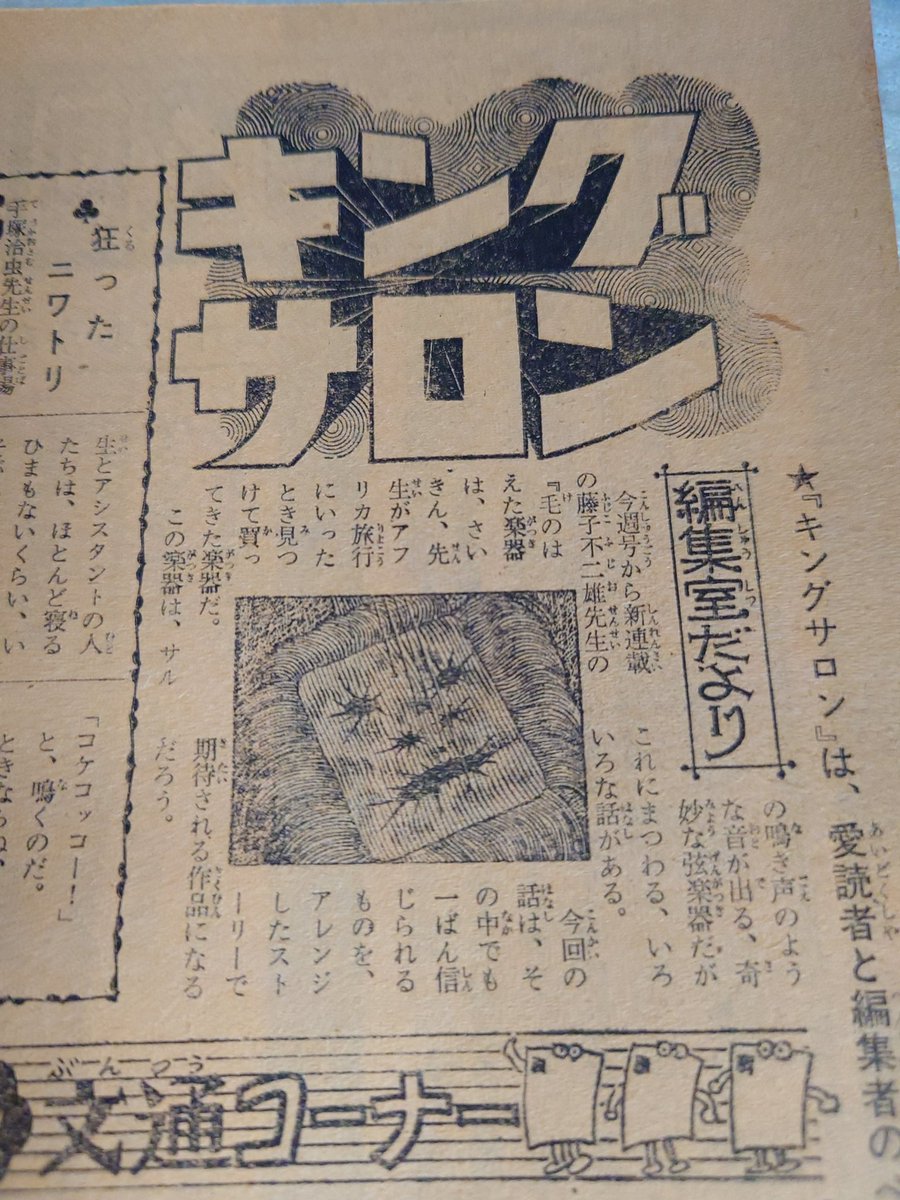 キング
サロン
★『キングサロン』は、愛読者と編集者の
編集室だより
今週号から新連載
の藤子不二雄先生の
『毛のは
えた楽器
は、さい
きん、先
生がアフ
リカ旅行
にいった
とき見つ
けて買っ
てきた楽器だ。
この楽器は、サル
の鳴き声のよう
な音が出る、奇
妙な弦楽器だが
これにまつわる、いろ
いろな話がある。
今回の
話は、そ
の中でも
一ばん信
じられる
ものを、
アレンジ
したスト
ーリーで
期待される作品になる
だろう。
♣狂った
ニワトリ
手塚治虫先生の仕事場
生とアシスタントの人
たちは、ほとんど寝る
ひまもないくらい、い
「コケコッコー!」
と、鳴くのだ。
ときならぬ、
文通コーナー